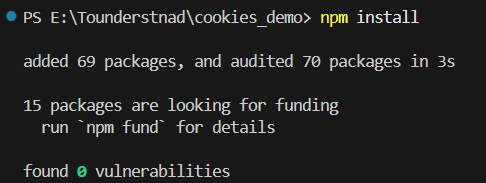 PS E:\Tounderstnad\cookies_demo> npm install
added 69 packages, and audited 70 packages in 3s
15 packages are looking for funding
run `npm fund` for details
found 0 vulnerabilities